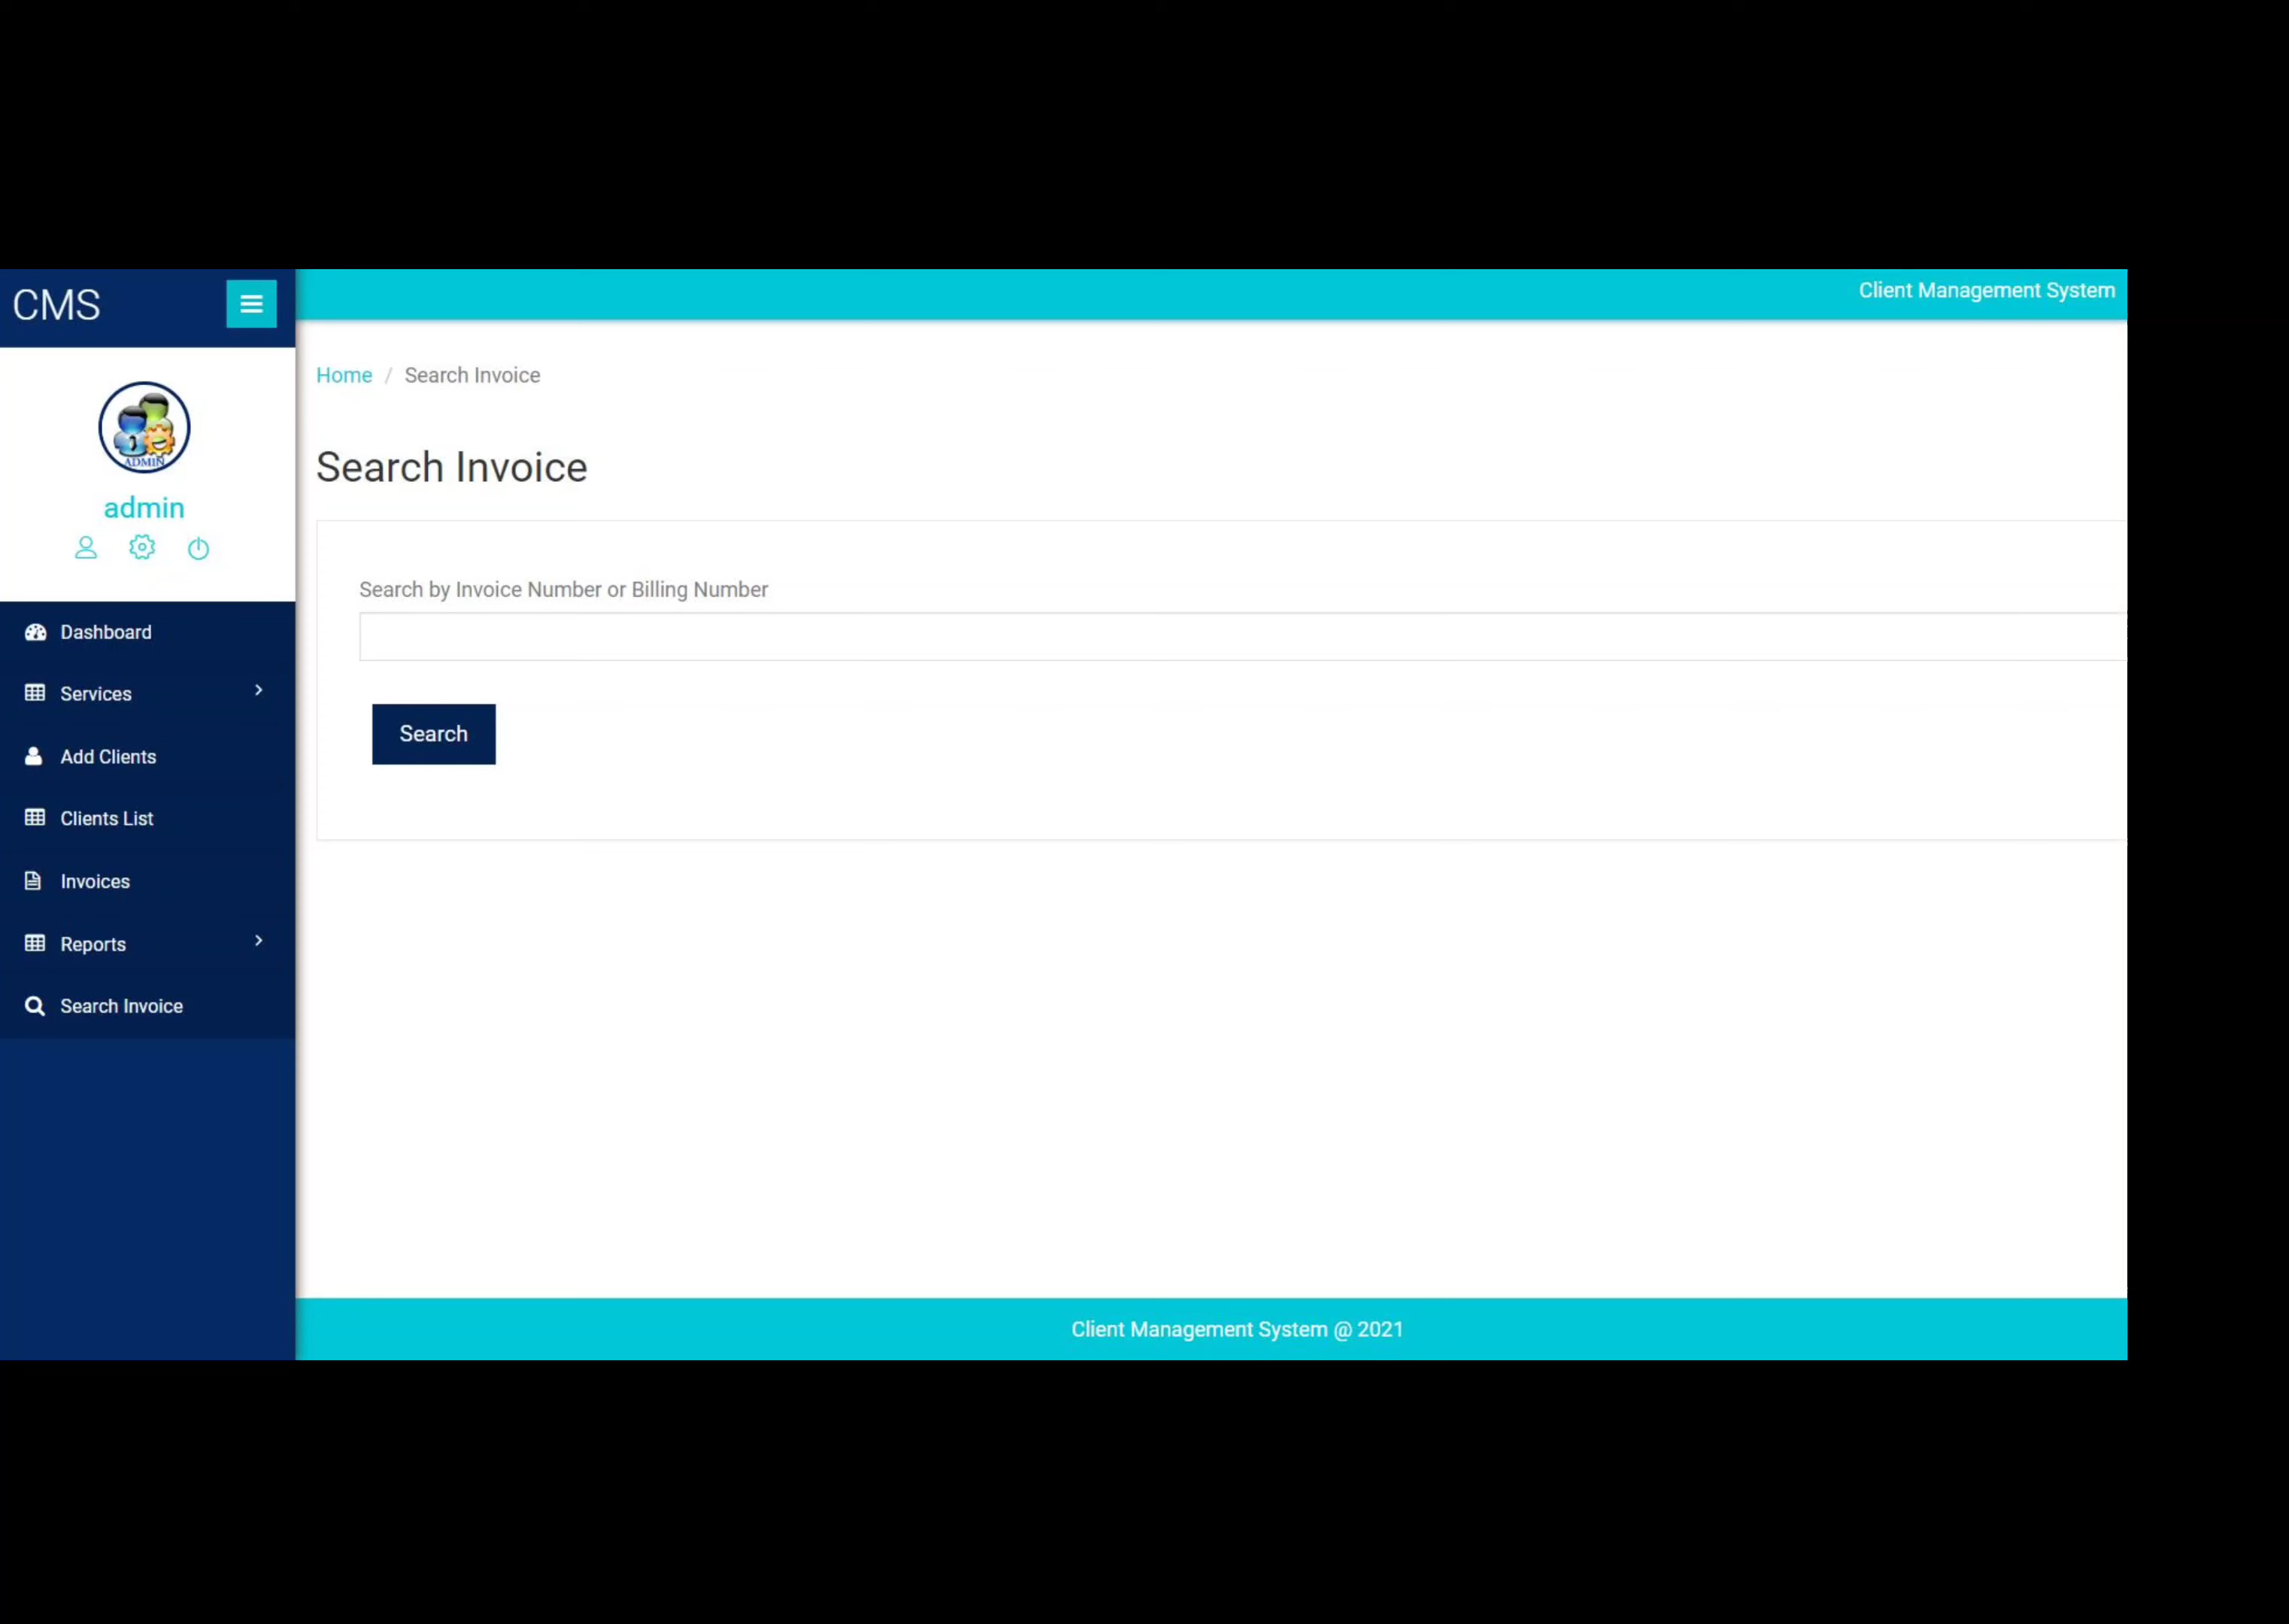 CMS
Client Management System
Home / Search Invoice
ADMIN
admin
Search Invoice
Search by Invoice Number or Billing Number
Search
Dashboard
Services
Add Clients
Clients List
Invoices
Reports
Search Invoice
Client Management System @ 2021